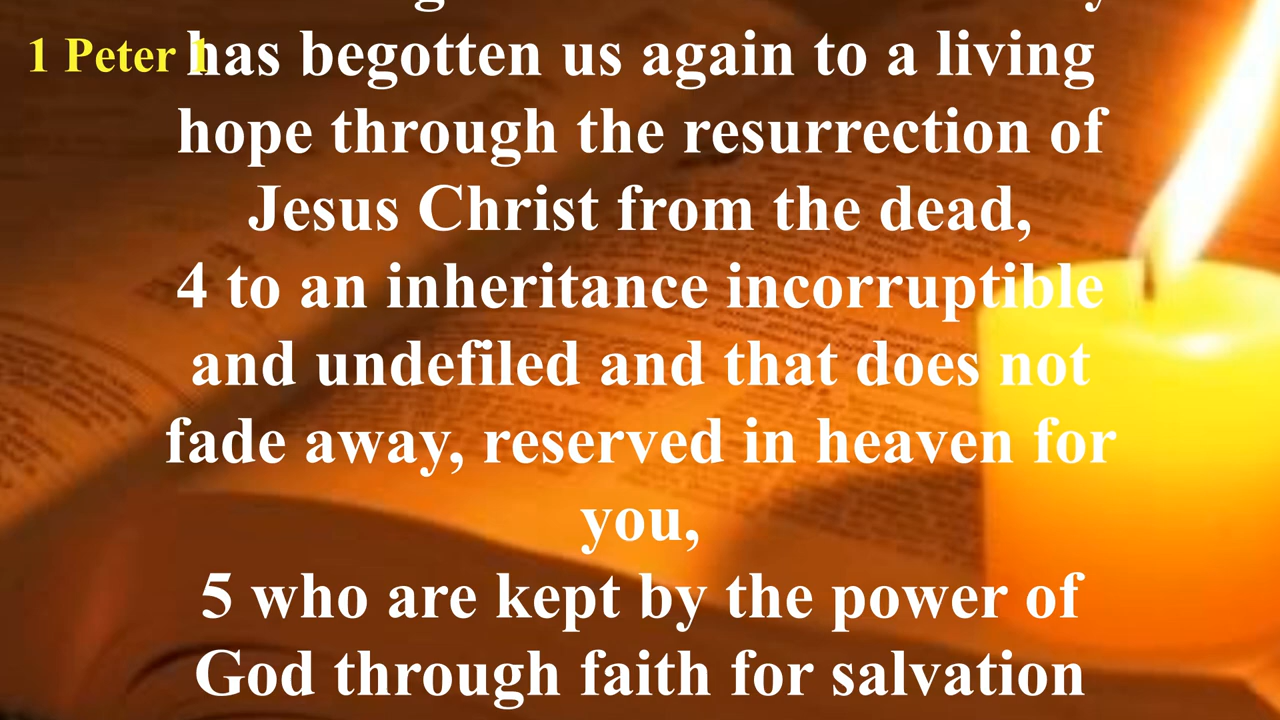 1 Peter 1
has begotten us again to a living
hope through the resurrection of
Jesus Christ from the dead,
4 to an inheritance incorruptible
and undefiled and that does not
fade away, reserved in heaven for
you,
5 who are kept by the power of
God through faith for salvation